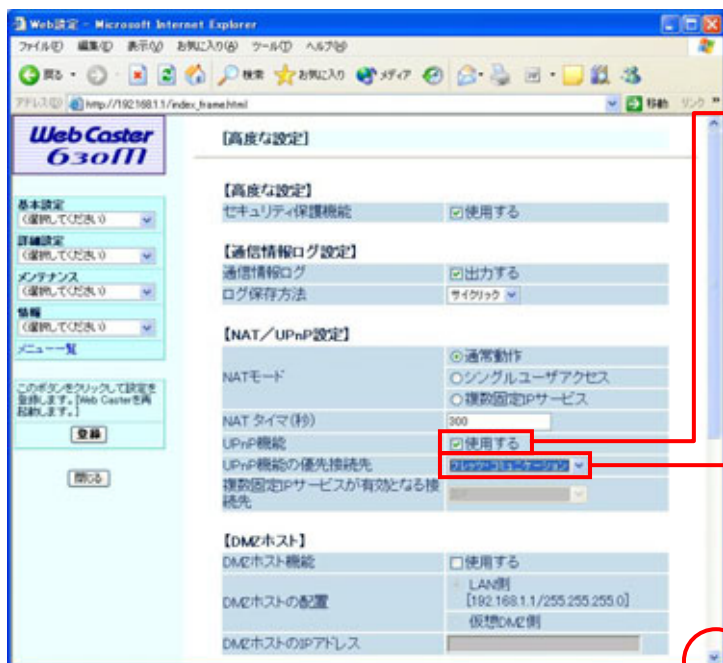 Web設定 - Microsoft Internet Explorer
ファイル(F) 編集(E) 表示(V) お気に入り(A) ツール(T) ヘルプ(H)
戻る 検索 お気に入り メディア
アドレス(D) http://192.168.1.1/index_frame.html 移動 リンク
Web Caster
630M
基本設定
(選択してください)
詳細設定
(選択してください)
メンテナンス
(選択してください)
情報
(選択してください)
メニュー一覧
このボタンをクリックして設定を
登録します。[Web Casterを再
起動します。]
登録
閉じる
[高度な設定]
【高度な設定】
セキュリティ保護機能 使用する
【通信情報ログ設定】
通信情報ログ 出力する
ログ保存方法 サイクリック
【NAT／UPnP設定】
NATモード
通常動作
シングルユーザアクセス
複数固定IPサービス
NAT タイマ(秒) 300
UPnP機能 使用する
UPnP機能の優先接続先 フレッツ・コミュニケーション
複数固定IPサービスが有効となる接
続先
【DMZホスト】
DMZホスト機能 使用する
DMZホストの配置
LAN側
[192.168.1.1/255.255.255.0]
仮想DMZ側
DMZホストのIPアドレス